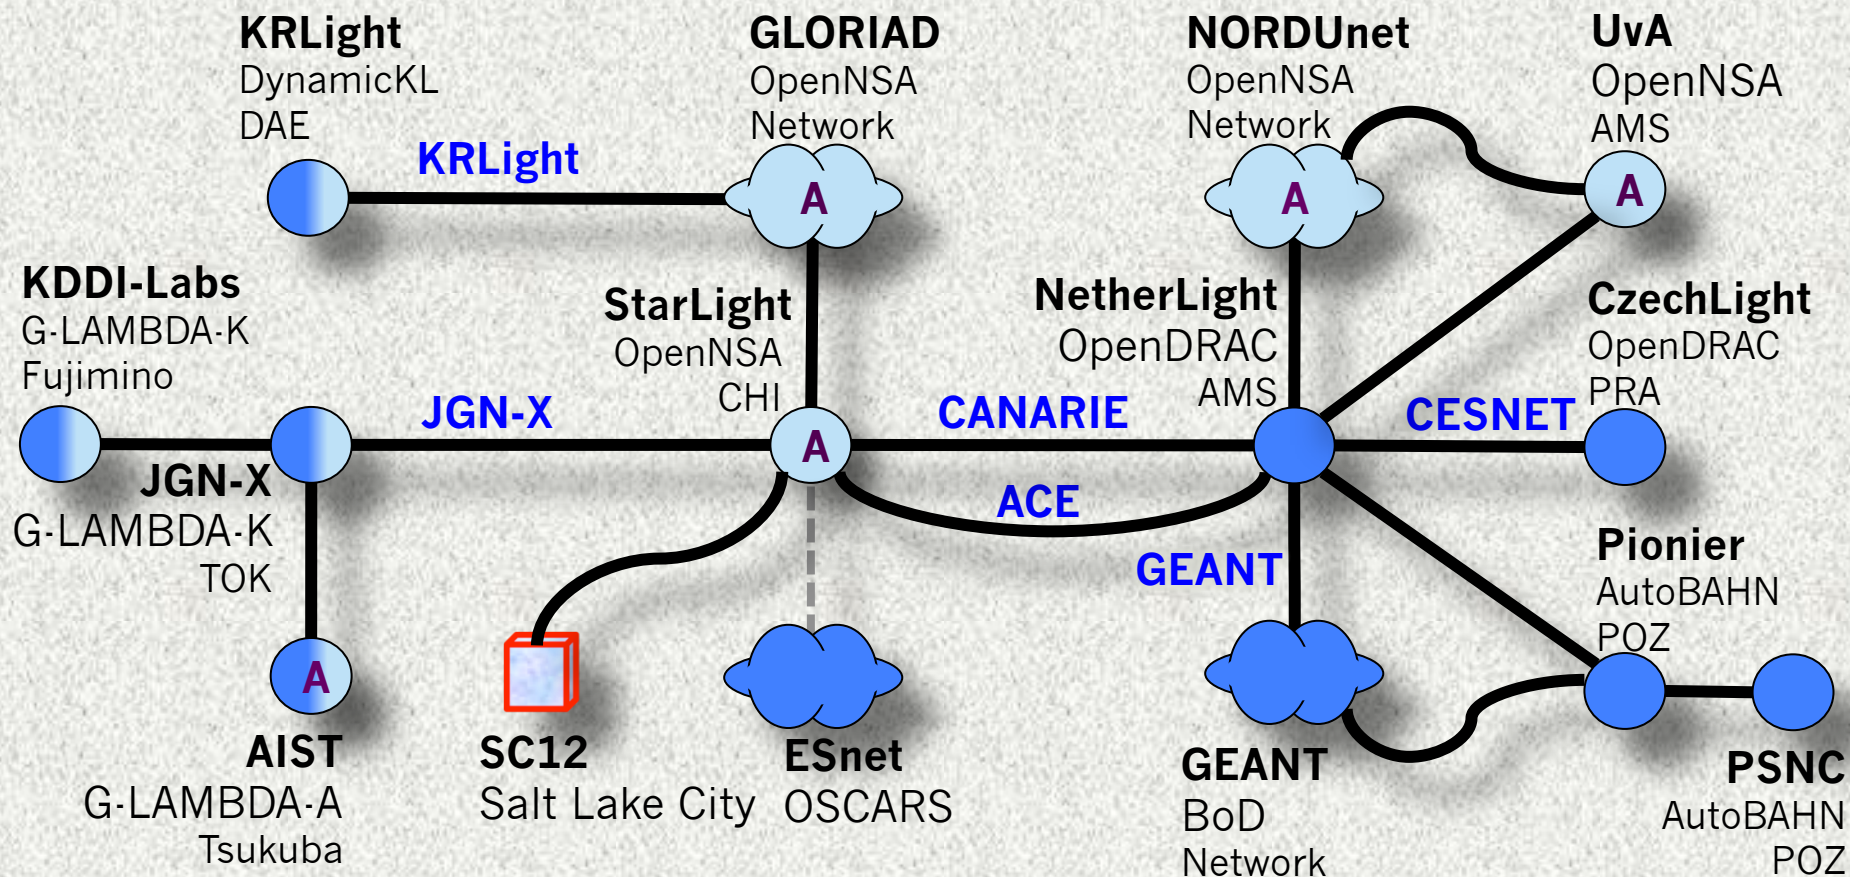 KRLight
DynamicKL
DAE
KRLight
GLORIAD
OpenNSA
Network
A
NORDUnet
OpenNSA
Network
A
UvA
OpenNSA
AMS
A
KDDI-Labs
G-LAMBDA-K
Fujimino
StarLight
OpenNSA
CHI
A
NetherLight
OpenDRAC
AMS
CzechLight
OpenDRAC
PRA
JGN-X
CANARIE
CESNET
JGN-X
G-LAMBDA-K
TOK
ACE
GEANT
Pionier
AutoBAHN
POZ
A
AIST
G-LAMBDA-A
Tsukuba
SC12
Salt Lake City
ESnet
OSCARS
GEANT
BoD
Network
PSNC
AutoBAHN
POZ